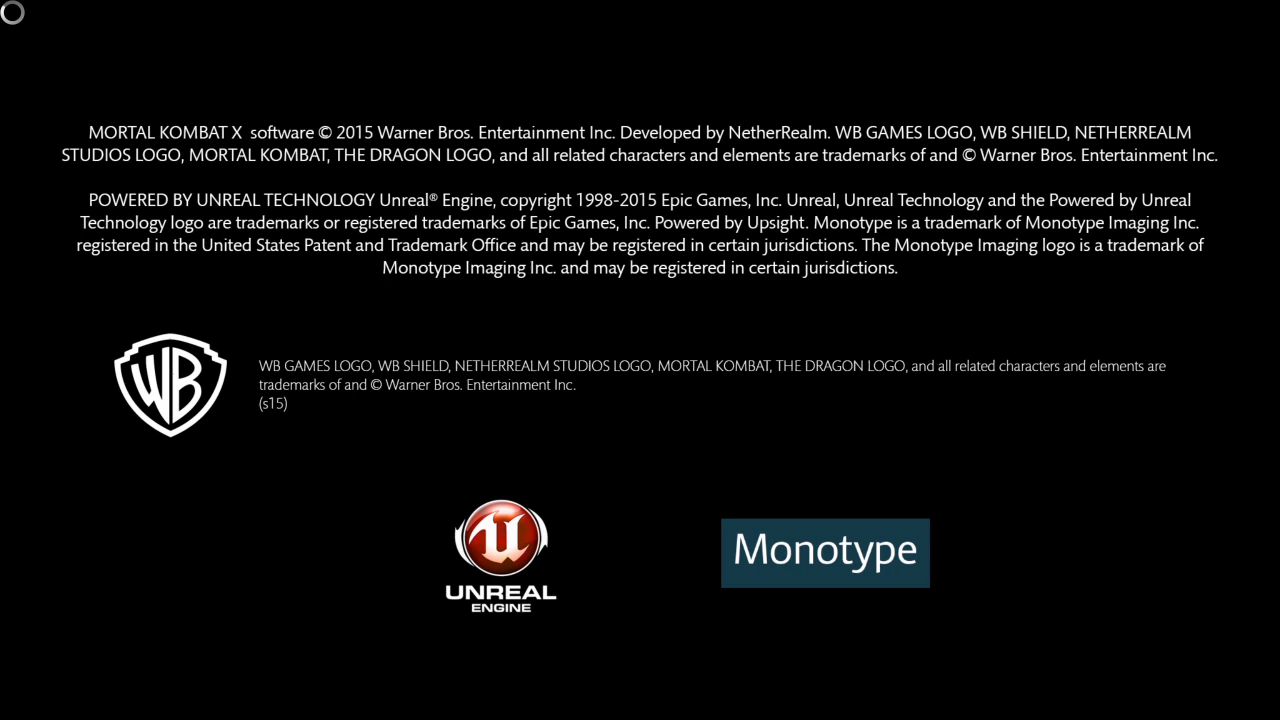 MORTAL KOMBAT X  software © 2015 Warner Bros. Entertainment Inc. Developed by NetherRealm. WB GAMES LOGO, WB SHIELD, NETHERREALM
STUDIOS LOGO, MORTAL KOMBAT, THE DRAGON LOGO, and all related characters and elements are trademarks of and © Warner Bros. Entertainment Inc.
POWERED BY UNREAL TECHNOLOGY Unreal® Engine, copyright 1998-2015 Epic Games, Inc. Unreal, Unreal Technology and the Powered by Unreal
Technology logo are trademarks or registered trademarks of Epic Games, Inc. Powered by Upsight. Monotype is a trademark of Monotype Imaging Inc.
registered in the United States Patent and Trademark Office and may be registered in certain jurisdictions. The Monotype Imaging logo is a trademark of
Monotype Imaging Inc. and may be registered in certain jurisdictions.
WB
WB GAMES LOGO, WB SHIELD, NETHERREALM STUDIOS LOGO, MORTAL KOMBAT, THE DRAGON LOGO, and all related characters and elements are
trademarks of and © Warner Bros. Entertainment Inc.
(s15)
UNREAL
ENGINE
Monotype